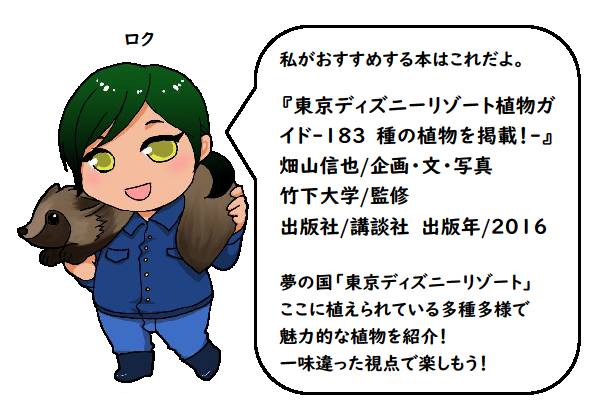 ロク
私がおすすめする本はこれだよ。
『東京ディズニーリゾート植物ガ
イド-183 種の植物を掲載！-』
畑山信也/企画・文・写真
竹下大学/監修
出版社/講談社 出版年/2016
夢の国「東京ディズニーリゾート」
ここに植えられている多種多様で
魅力的な植物を紹介！
一味違った視点で楽しもう！